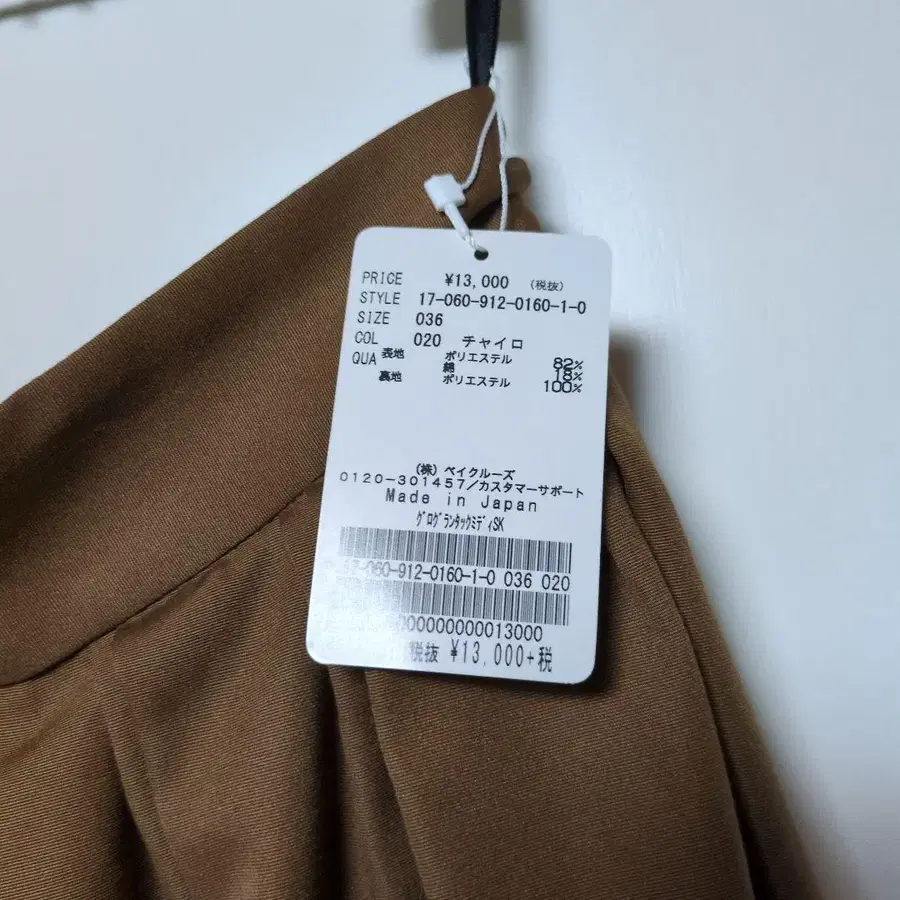 PRICE ¥13,000 (税抜)
STYLE 17-060-912-0160-1-0
SIZE 036
COL 020 チャイロ
QUA 表地 ポリエステル 82%
綿 18%
裏地 ポリエステル 100%
(株) ベイクルーズ
0120-301457/カスタマーサポート
Made in Japan
グログランタックミディSK
17-060-912-0160-1-0 036 020
000000000013000
税抜 ¥13,000+税